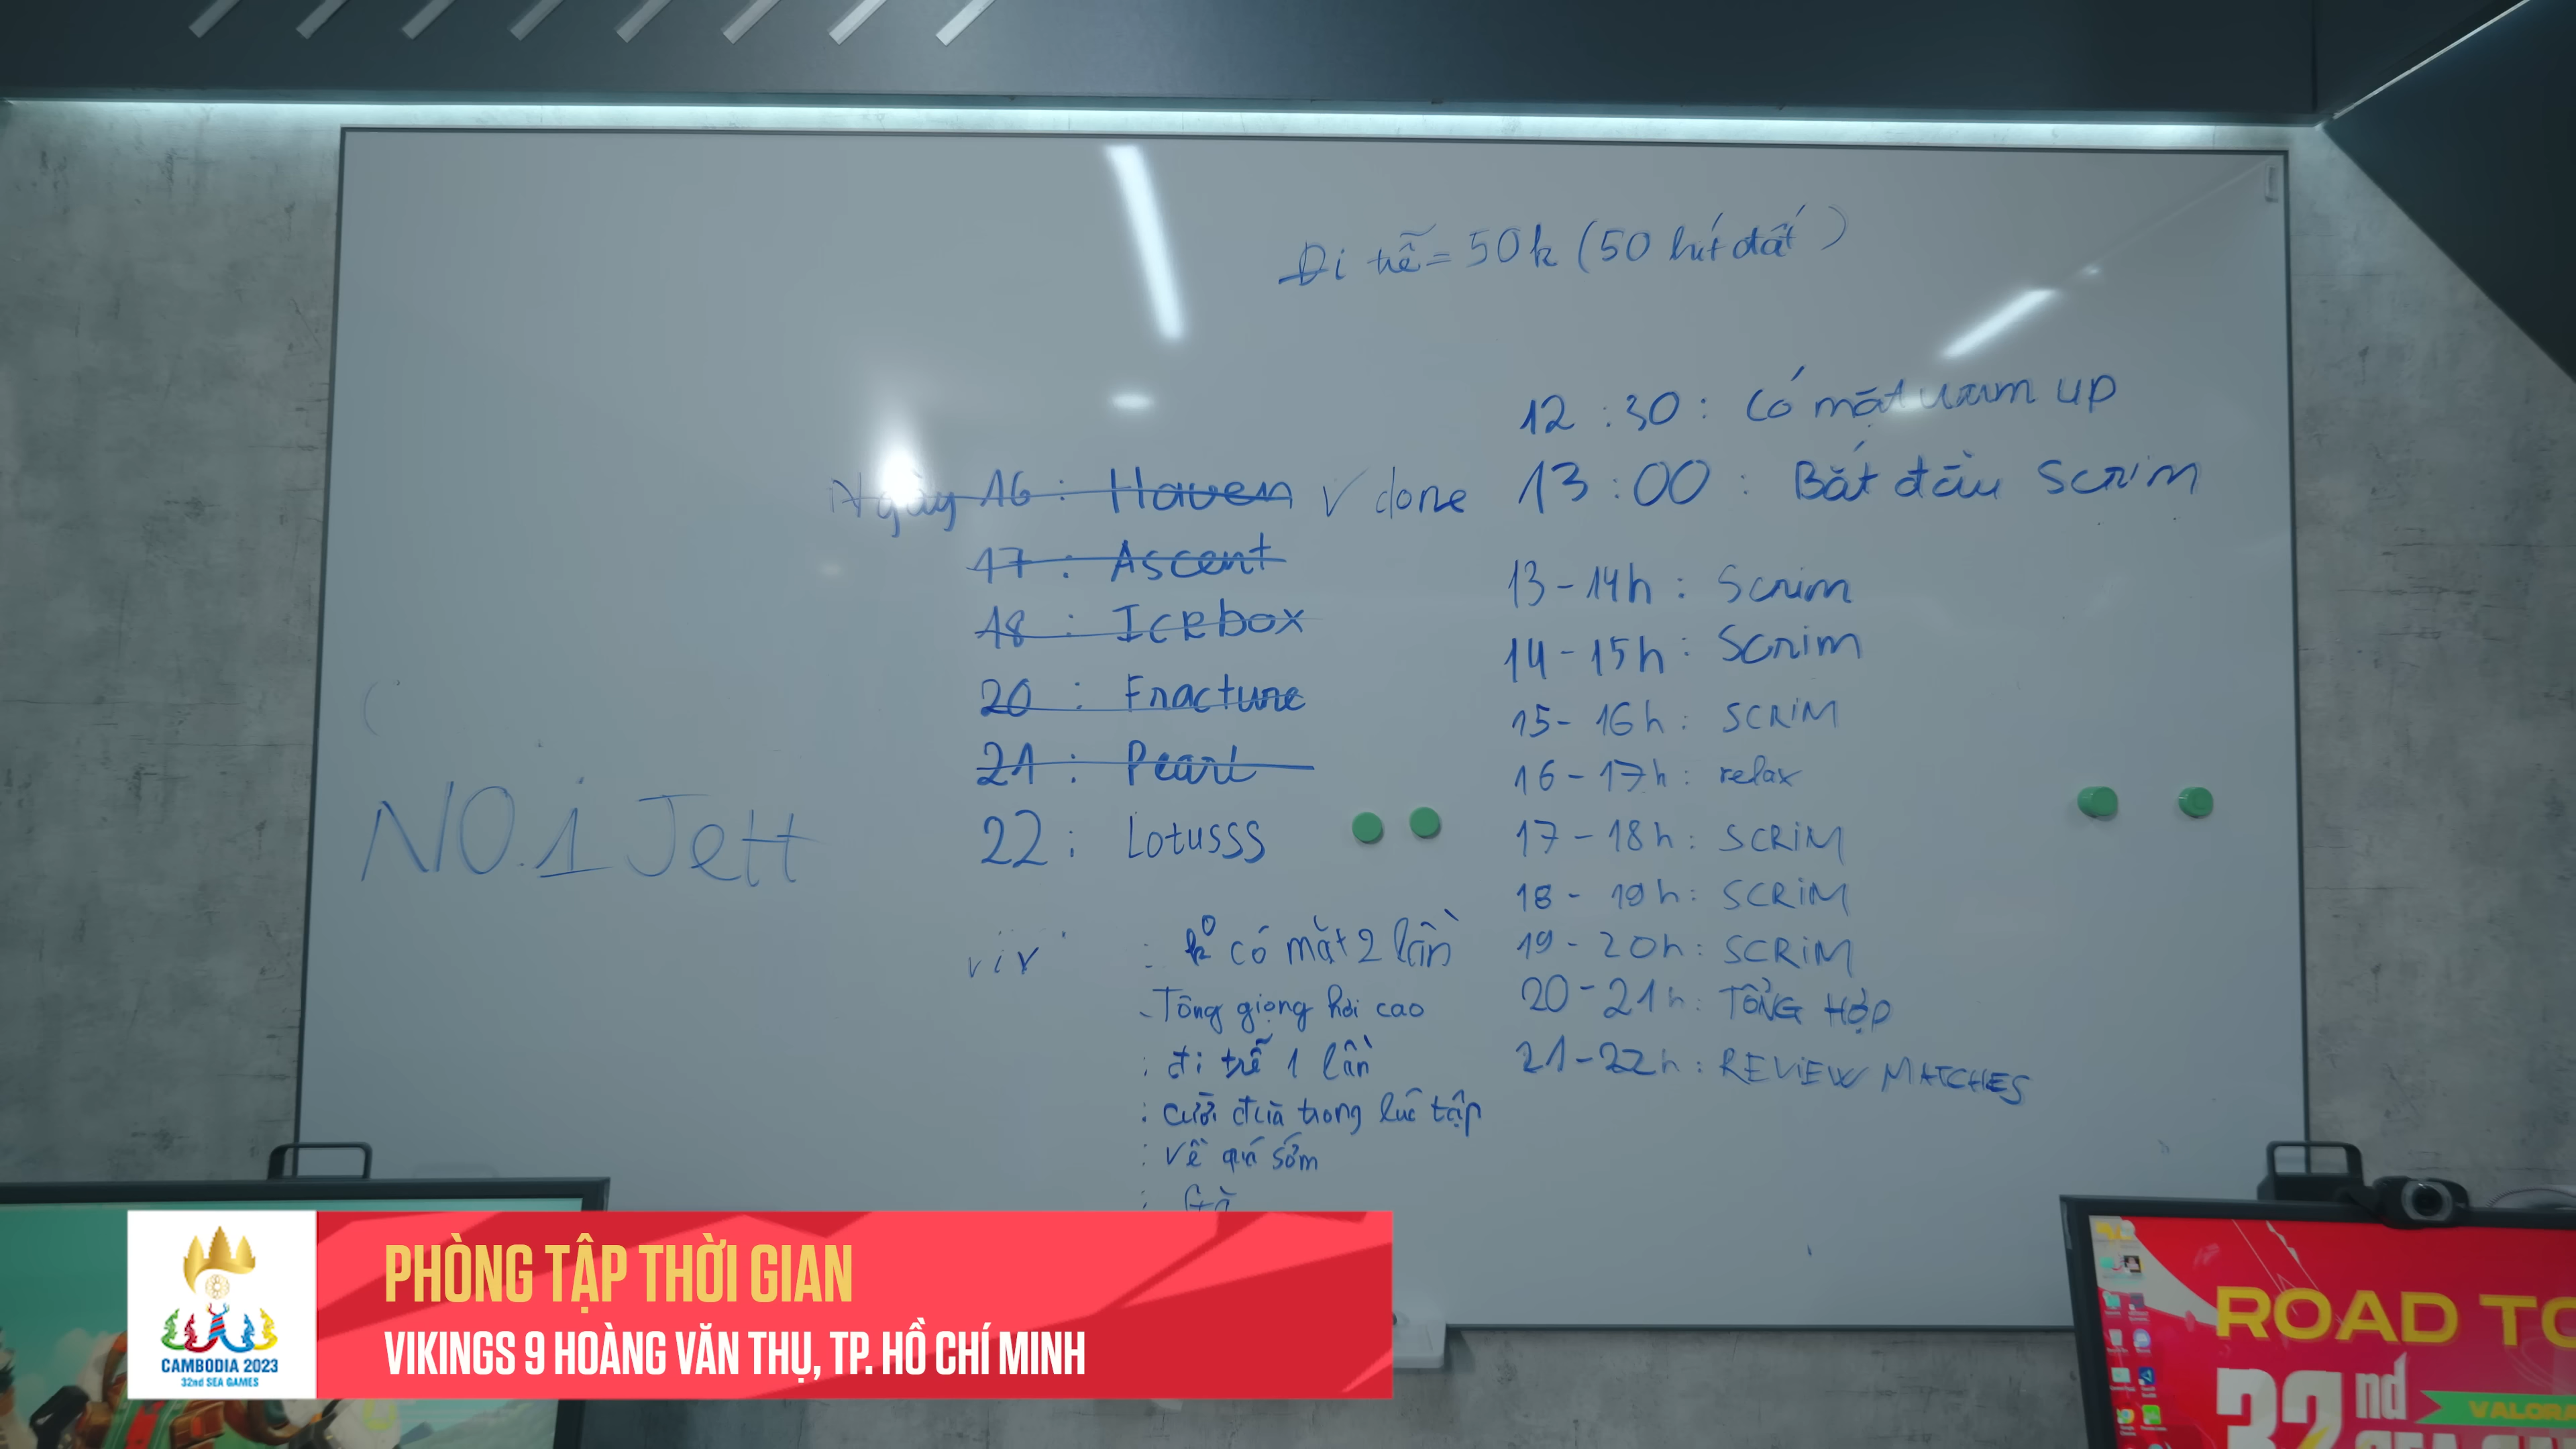 Đi trễ = 50k (50 hít đất)
12:30: Có mặt warm up
13:00: Bắt đầu Scrim
Ngày 16: Haven v done
17: Ascent
18: Icebox
20: Fracture
21: Pearl
22: Lotusss
13-14h: Scrim
14-15h: Scrim
15-16h: SCRIM
16-17h: relax
17-18h: SCRIM
18-19h: SCRIM
19-20h: SCRIM
20-21h: TỔNG HỢP
21-22h: REVIEW MATCHES
NO.1 Jett
: k° có mặt 2 lần
- Tông giọng hơi cao
: đi trễ 1 lần
: cười đùa trong lúc tập
: Về quá sớm
PHÒNG TẬP THỜI GIAN
VIKINGS 9 HOÀNG VĂN THỤ, TP. HỒ CHÍ MINH
CAMBODIA 2023
32nd SEA GAMES
ROAD TO
32nd